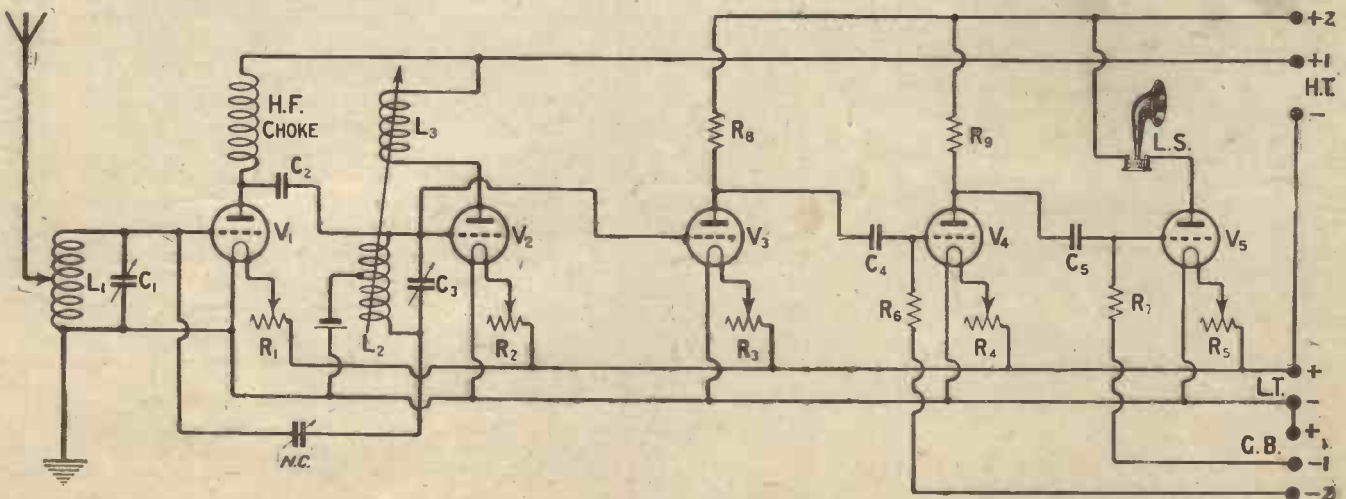 +2
+1
H.T.
-
H.F.
CHOKE
L3
R8
R9
L.S.
C2
V1
V2
V3
V4
V5
L1
C1
C3
C4
C5
R6
R7
L2
R1
R2
R3
R4
R5
+
L.T.
-
+
G.B.
-1
-2
N.C.